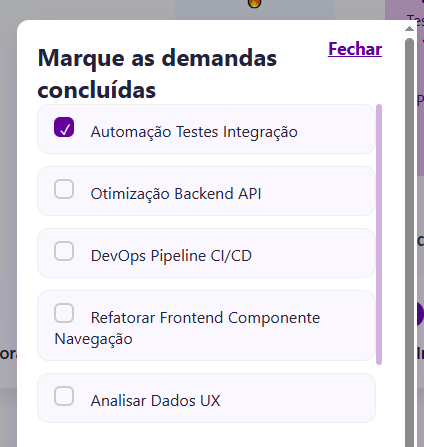 Marque as demandas
concluídas
Fechar
Automação Testes Integração
Otimização Backend API
DevOps Pipeline CI/CD
Refatorar Frontend Componente
Navegação
Analisar Dados UX